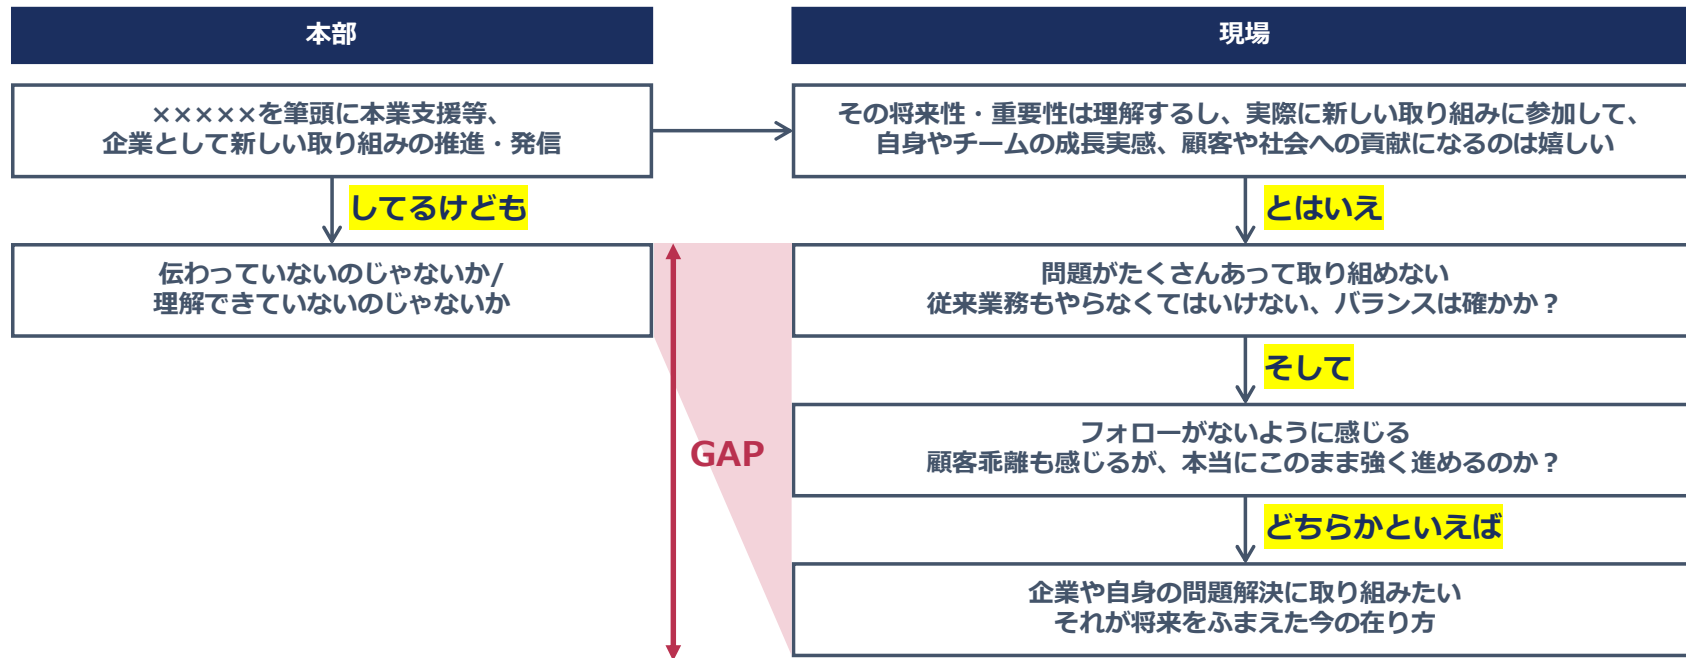 本部
×××××を筆頭に本業支援等、
企業として新しい取り組みの推進・発信
してるけども
伝わっていないのじゃないか/
理解できていないのじゃないか
GAP
現場
その将来性・重要性は理解するし、実際に新しい取り組みに参加して、
自身やチームの成長実感、顧客や社会への貢献になるのは嬉しい
とはいえ
問題がたくさんあって取り組めない
従来業務もやらなくてはいけない、バランスは確かか？
そして
フォローがないように感じる
顧客乖離も感じるが、本当にこのまま強く進めるのか？
どちらかといえば
企業や自身の問題解決に取り組みたい
それが将来をふまえた今の在り方